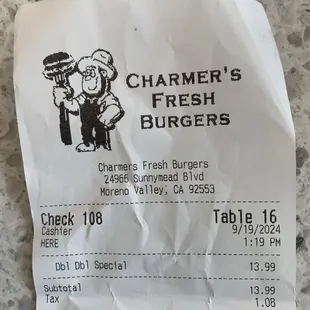 CHARMER'S
FRESH
BURGERS
Charmers Fresh Burgers
24966 Sunnymead Blvd
Moreno Valley, CA 92553
Check 108 Table 16
Cashier 9/19/2024
HERE 1:19 PM
Dbl Dbl Special 13.99
Subtotal 13.99
Tax 1.08